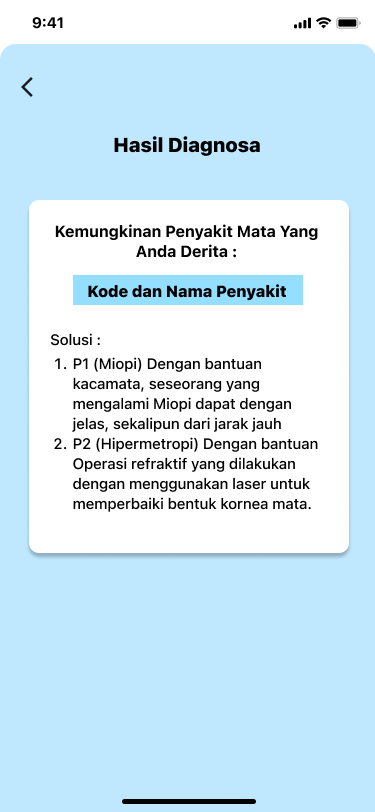 9:41
Hasil Diagnosa
Kemungkinan Penyakit Mata Yang
Anda Derita :
Kode dan Nama Penyakit
Solusi :
1. P1 (Miopi) Dengan bantuan
kacamata, seseorang yang
mengalami Miopi dapat dengan
jelas, sekalipun dari jarak jauh
2. P2 (Hipermetropi) Dengan bantuan
Operasi refraktif yang dilakukan
dengan menggunakan laser untuk
memperbaiki bentuk kornea mata.